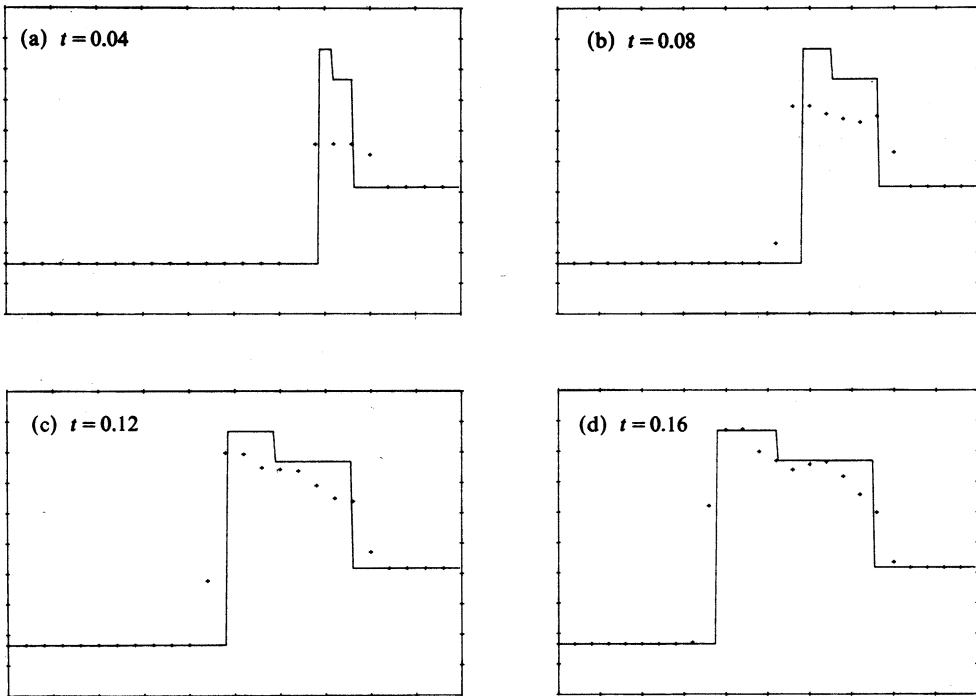 (a) t = 0.04
(b) t = 0.08
(c) t = 0.12
(d) t = 0.16